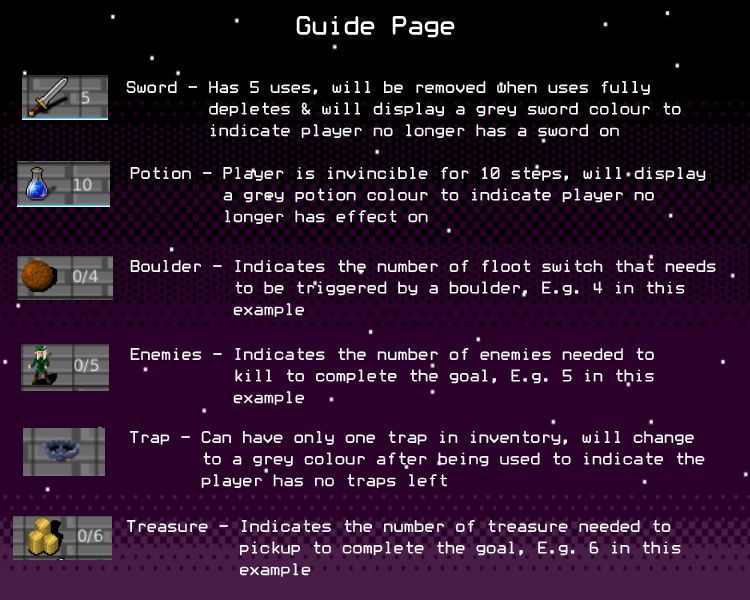 Guide Page
5
Sword - Has 5 uses, will be removed when uses fully
depletes & will display a grey sword colour to
indicate player no longer has a sword on
10
Potion - Player is invincible for 10 steps, will display
a grey potion colour to indicate player no
longer has effect on
0/4
Boulder - Indicates the number of floot switch that needs
to be triggered by a boulder, E.g. 4 in this
example
0/5
Enemies - Indicates the number of enemies needed to
kill to complete the goal, E.g. 5 in this
example
Trap - Can have only one trap in inventory, will change
to a grey colour after being used to indicate the
player has no traps left
0/6
Treasure - Indicates the number of treasure needed to
pickup to complete the goal, E.g. 6 in this
example